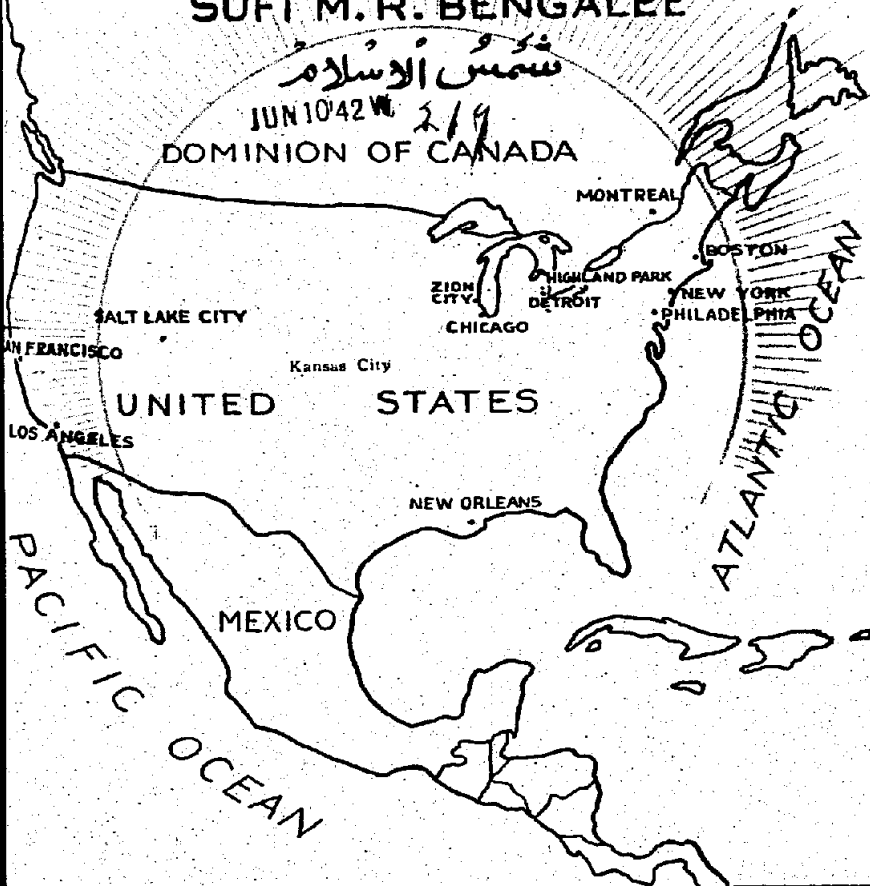 SUFI M. R. BENGALEE
شمس الاسلام
JUN 10 '42 W
DOMINION OF CANADA
MONTREAL
BOSTON
HIGHLAND PARK
ZION CITY
DETROIT
NEW YORK
PHILADELPHIA
CHICAGO
SALT LAKE CITY
AN FRANCISCO
Kansas City
UNITED STATES
LOS ANGELES
NEW ORLEANS
ATLANTIC OCEAN
MEXICO
PACIFIC OCEAN